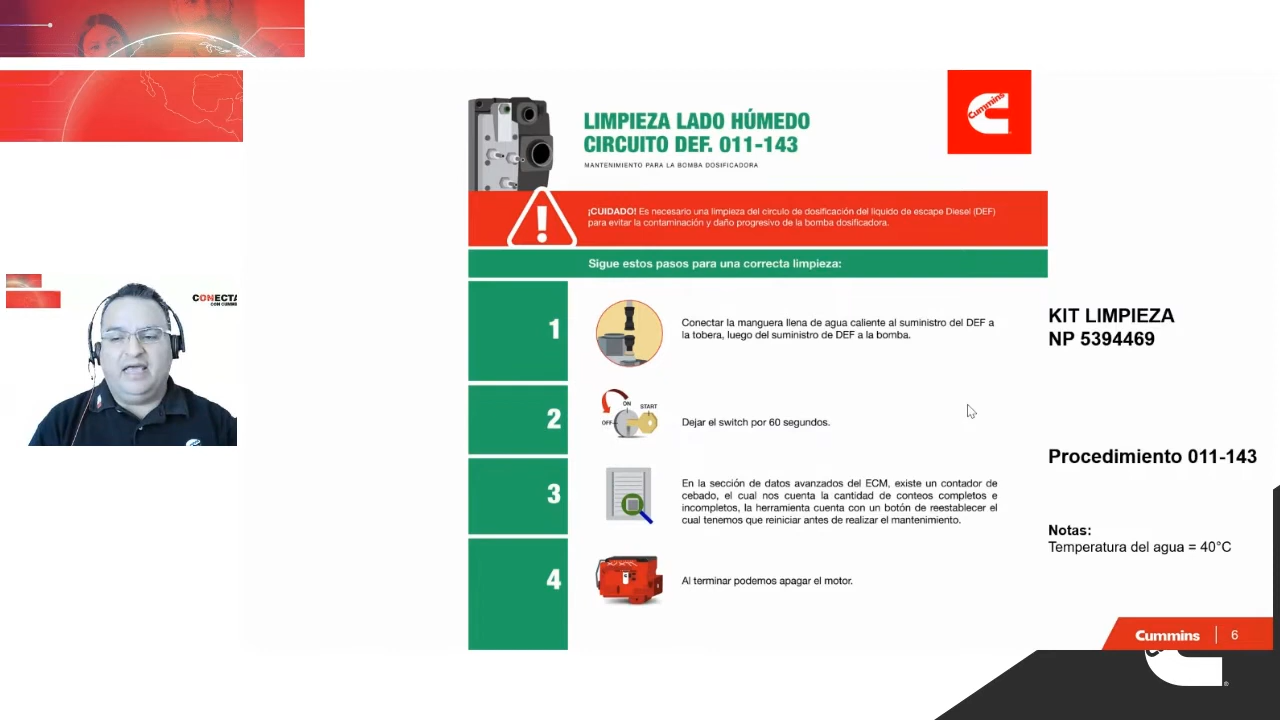 LIMPIEZA LADO HÚMEDO
CIRCUITO DEF. 011-143
MANTENIMIENTO PARA LA BOMBA DOSIFICADORA
Cummins
¡CUIDADO! Es necesario una limpieza del circulo de dosificación del líquido de escape Diesel (DEF)
para evitar la contaminación y daño progresivo de la bomba dosificadora.
Sigue estos pasos para una correcta limpieza:
1
Conectar la manguera llena de agua caliente al suministro del DEF a
la tobera, luego del suministro de DEF a la bomba.
2
OFF
ON
START
Dejar el switch por 60 segundos.
3
En la sección de datos avanzados del ECM, existe un contador de
cebado, el cual nos cuenta la cantidad de conteos completos e
incompletos, la herramienta cuenta con un botón de reestablecer el
cual tenemos que reiniciar antes de realizar el mantenimiento.
4
Al terminar podemos apagar el motor.
KIT LIMPIEZA
NP 5394469
Procedimiento 011-143
Notas:
Temperatura del agua = 40°C
CONECTA
CON CUMMI
Cummins
6